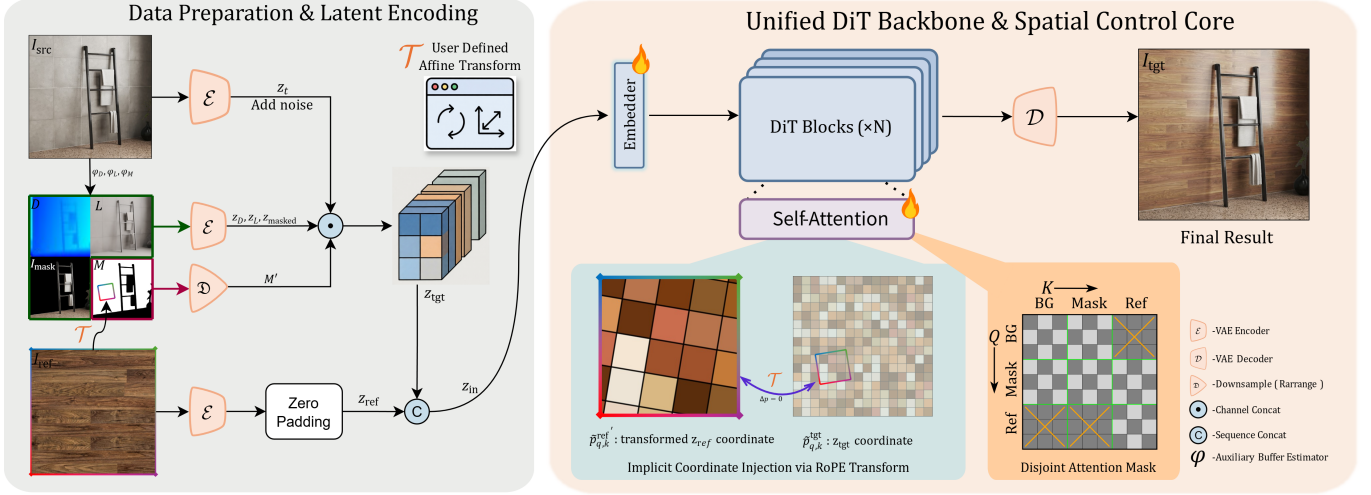 Data Preparation & Latent Encoding
I_src
ℰ
z_t
Add noise
𝒯 User Defined
Affine Transform
φ_D, φ_L, φ_M
D
L
I_mask
M
ℰ
z_D, z_L, z_masked
𝔇
M'
z_tgt
𝒯
I_ref
ℰ
Zero
Padding
z_ref
C
z_in
Unified DiT Backbone & Spatial Control Core
Embedder
DiT Blocks (×N)
𝒟
I_tgt
Final Result
Self-Attention
𝒯
Δp = 0
p̃^ref'_q,k : transformed z_ref coordinate
p̃^tgt_q,k : z_tgt coordinate
Implicit Coordinate Injection via RoPE Transform
K
BG Mask Ref
Q
BG
Mask
Ref
Disjoint Attention Mask
ℰ -VAE Encoder
𝒟 -VAE Decoder
𝔇 -Downsample ( Rarrange )
-Channel Concat
C -Sequence Concat
φ -Auxiliary Buffer Estimator